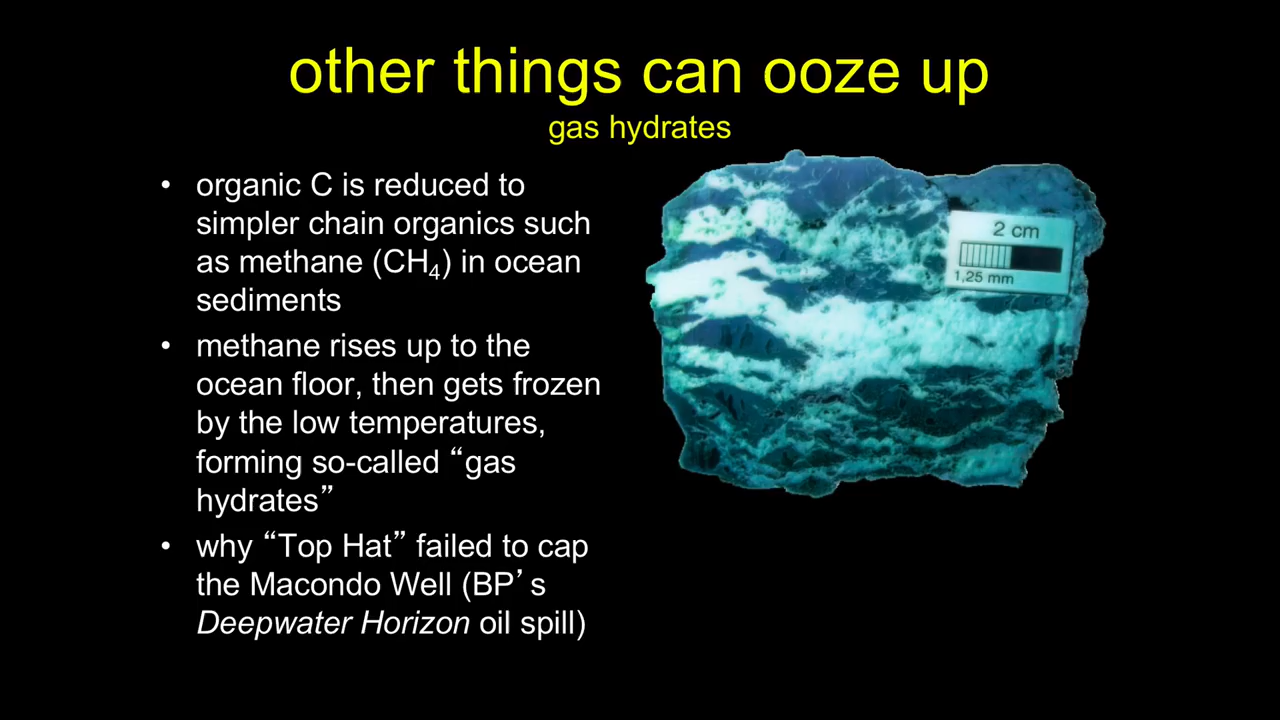 other things can ooze up
gas hydrates
• organic C is reduced to
simpler chain organics such
as methane (CH₄) in ocean
sediments
• methane rises up to the
ocean floor, then gets frozen
by the low temperatures,
forming so-called “gas
hydrates”
• why “Top Hat” failed to cap
the Macondo Well (BP’s
Deepwater Horizon oil spill)
2 cm
1,25 mm